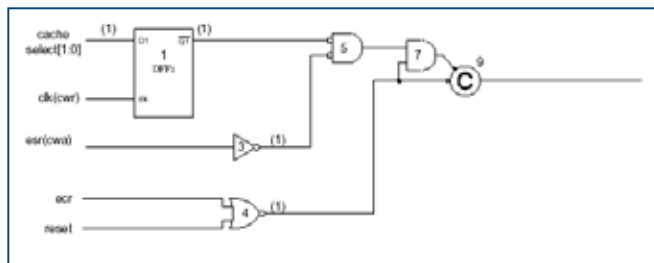 cache
select[1:0]
(1)
D1
Q1
(1)
1
DFF
clk(cwr)
clk
esr(cwa)
3
(1)
5
7
9
C
ecr
reset
4
(1)